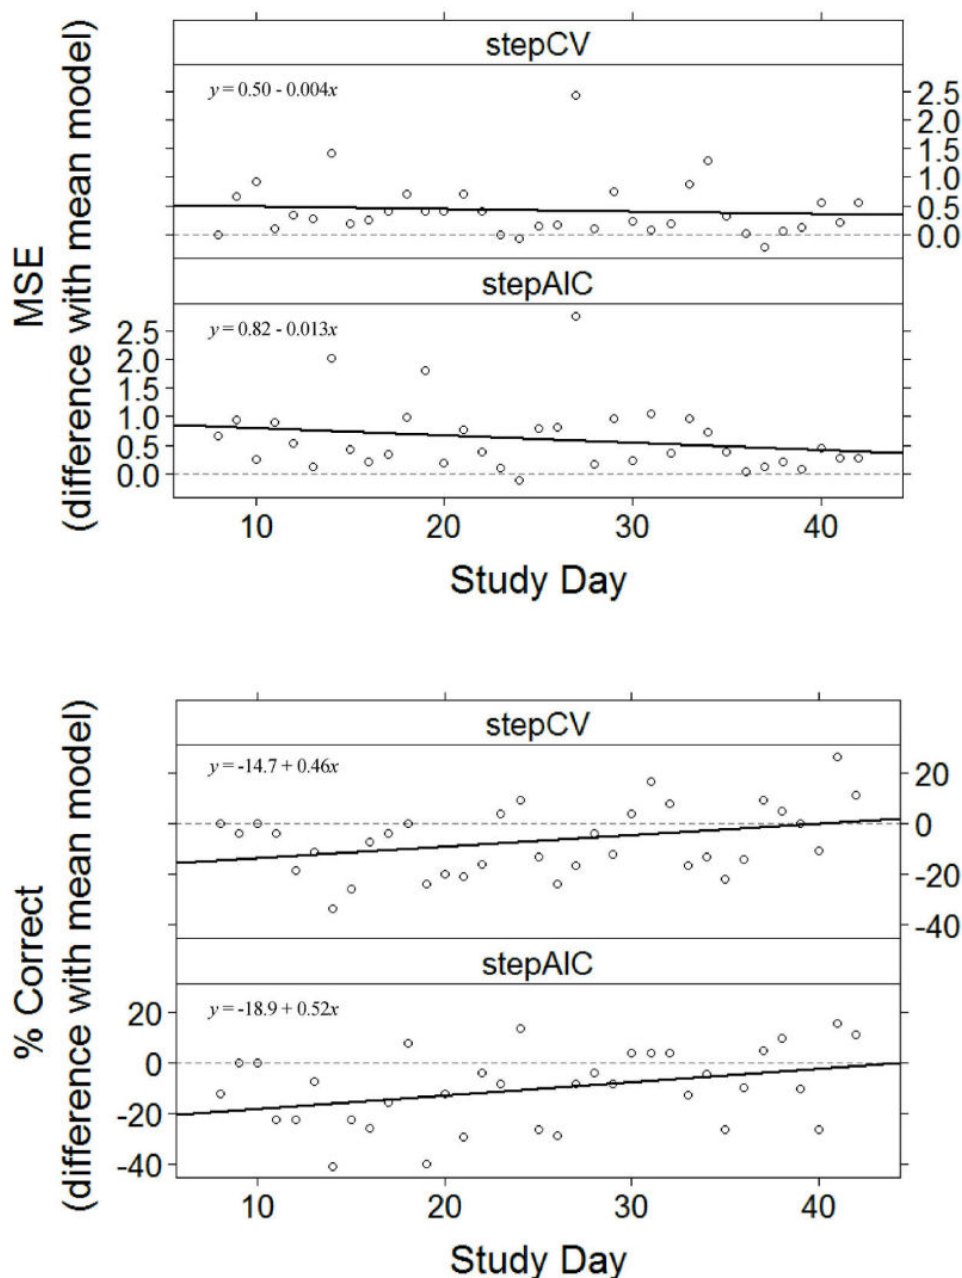 stepCV
y = 0.50 - 0.004x
2.5
2.0
1.5
1.0
0.5
0.0
stepAIC
y = 0.82 - 0.013x
2.5
2.0
1.5
1.0
0.5
0.0
MSE
(difference with mean model)
10 20 30 40
Study Day
stepCV
y = -14.7 + 0.46x
20
0
-20
-40
stepAIC
y = -18.9 + 0.52x
20
0
-20
-40
% Correct
(difference with mean model)
10 20 30 40
Study Day